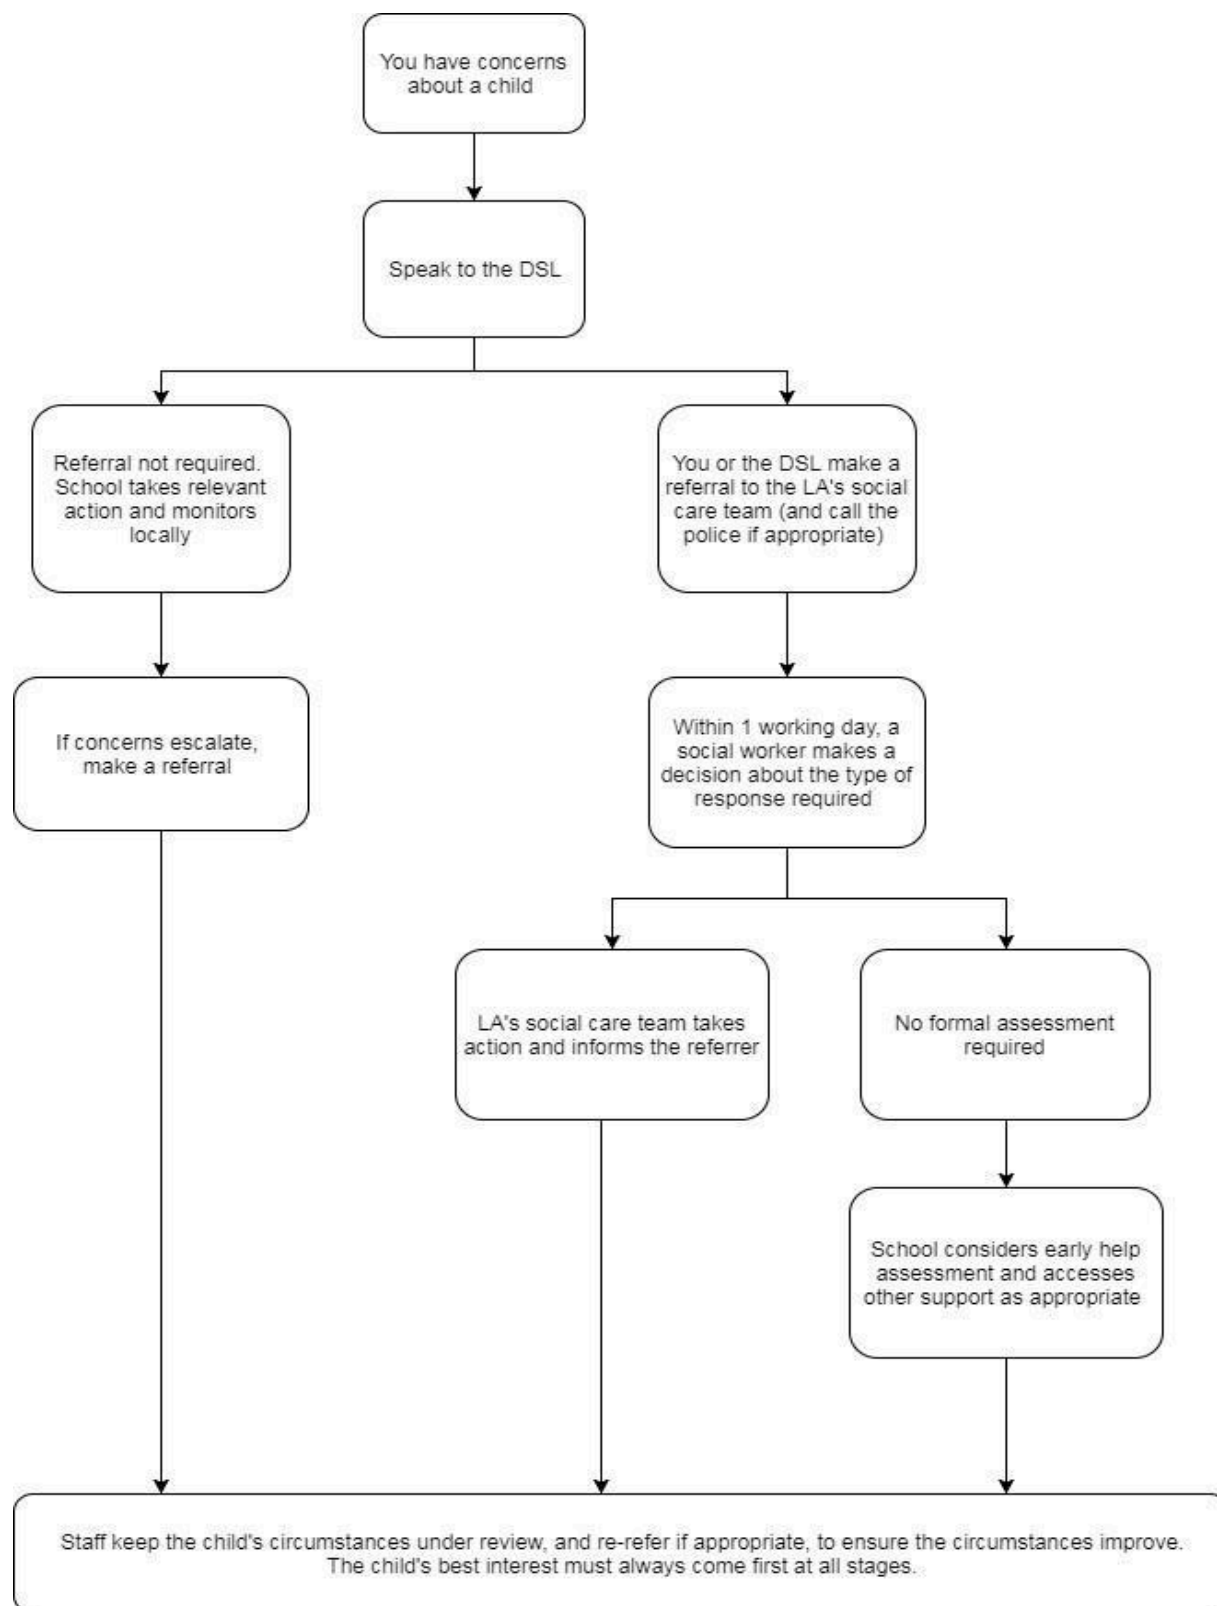 You have concerns
about a child
Speak to the DSL
Referral not required.
School takes relevant
action and monitors
locally
You or the DSL make a
referral to the LA's social
care team (and call the
police if appropriate)
If concerns escalate,
make a referral
Within 1 working day, a
social worker makes a
decision about the type of
response required
LA's social care team takes
action and informs the referrer
No formal assessment
required
School considers early help
assessment and accesses
other support as appropriate
Staff keep the child's circumstances under review, and re-refer if appropriate, to ensure the circumstances improve.
The child's best interest must always come first at all stages.